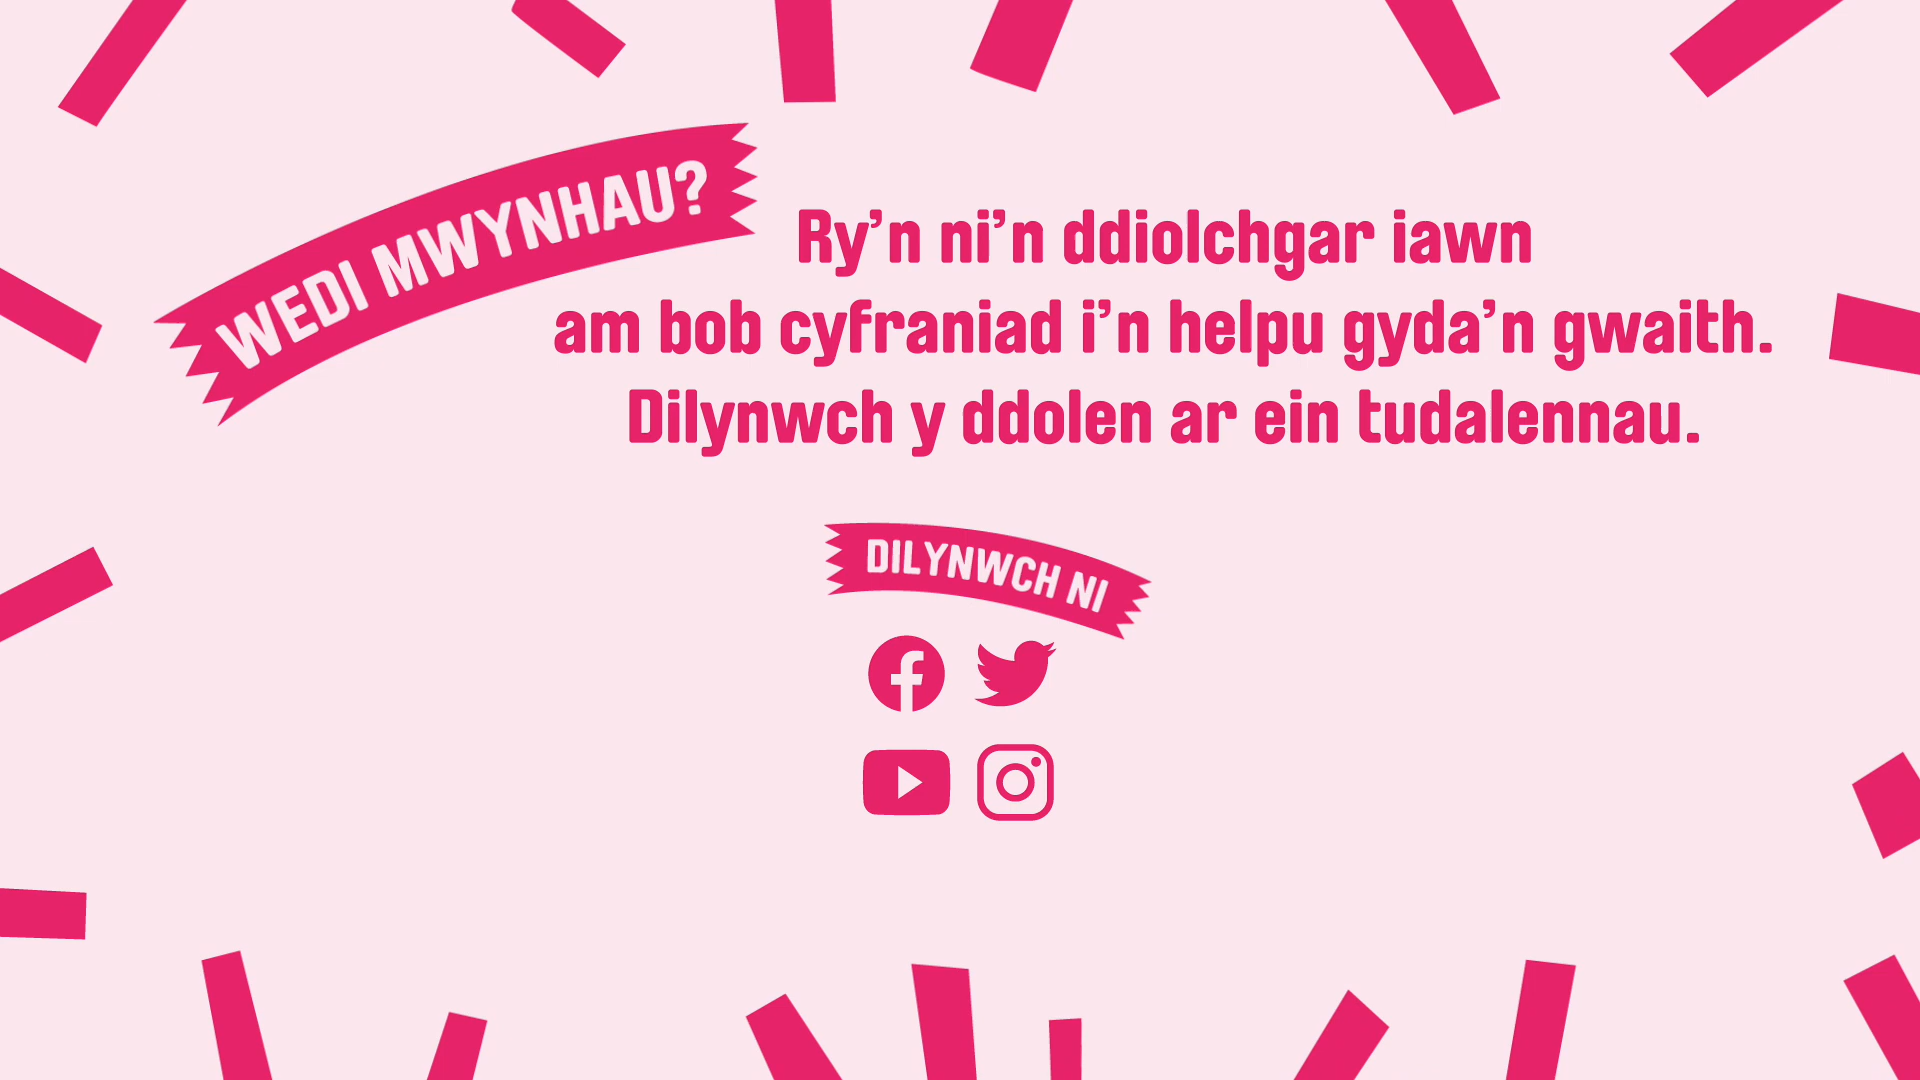 WEDI MWYNHAU?
Ry’n ni’n ddiolchgar iawn
am bob cyfraniad i’n helpu gyda’n gwaith.
Dilynwch y ddolen ar ein tudalennau.
DILYNWCH NI